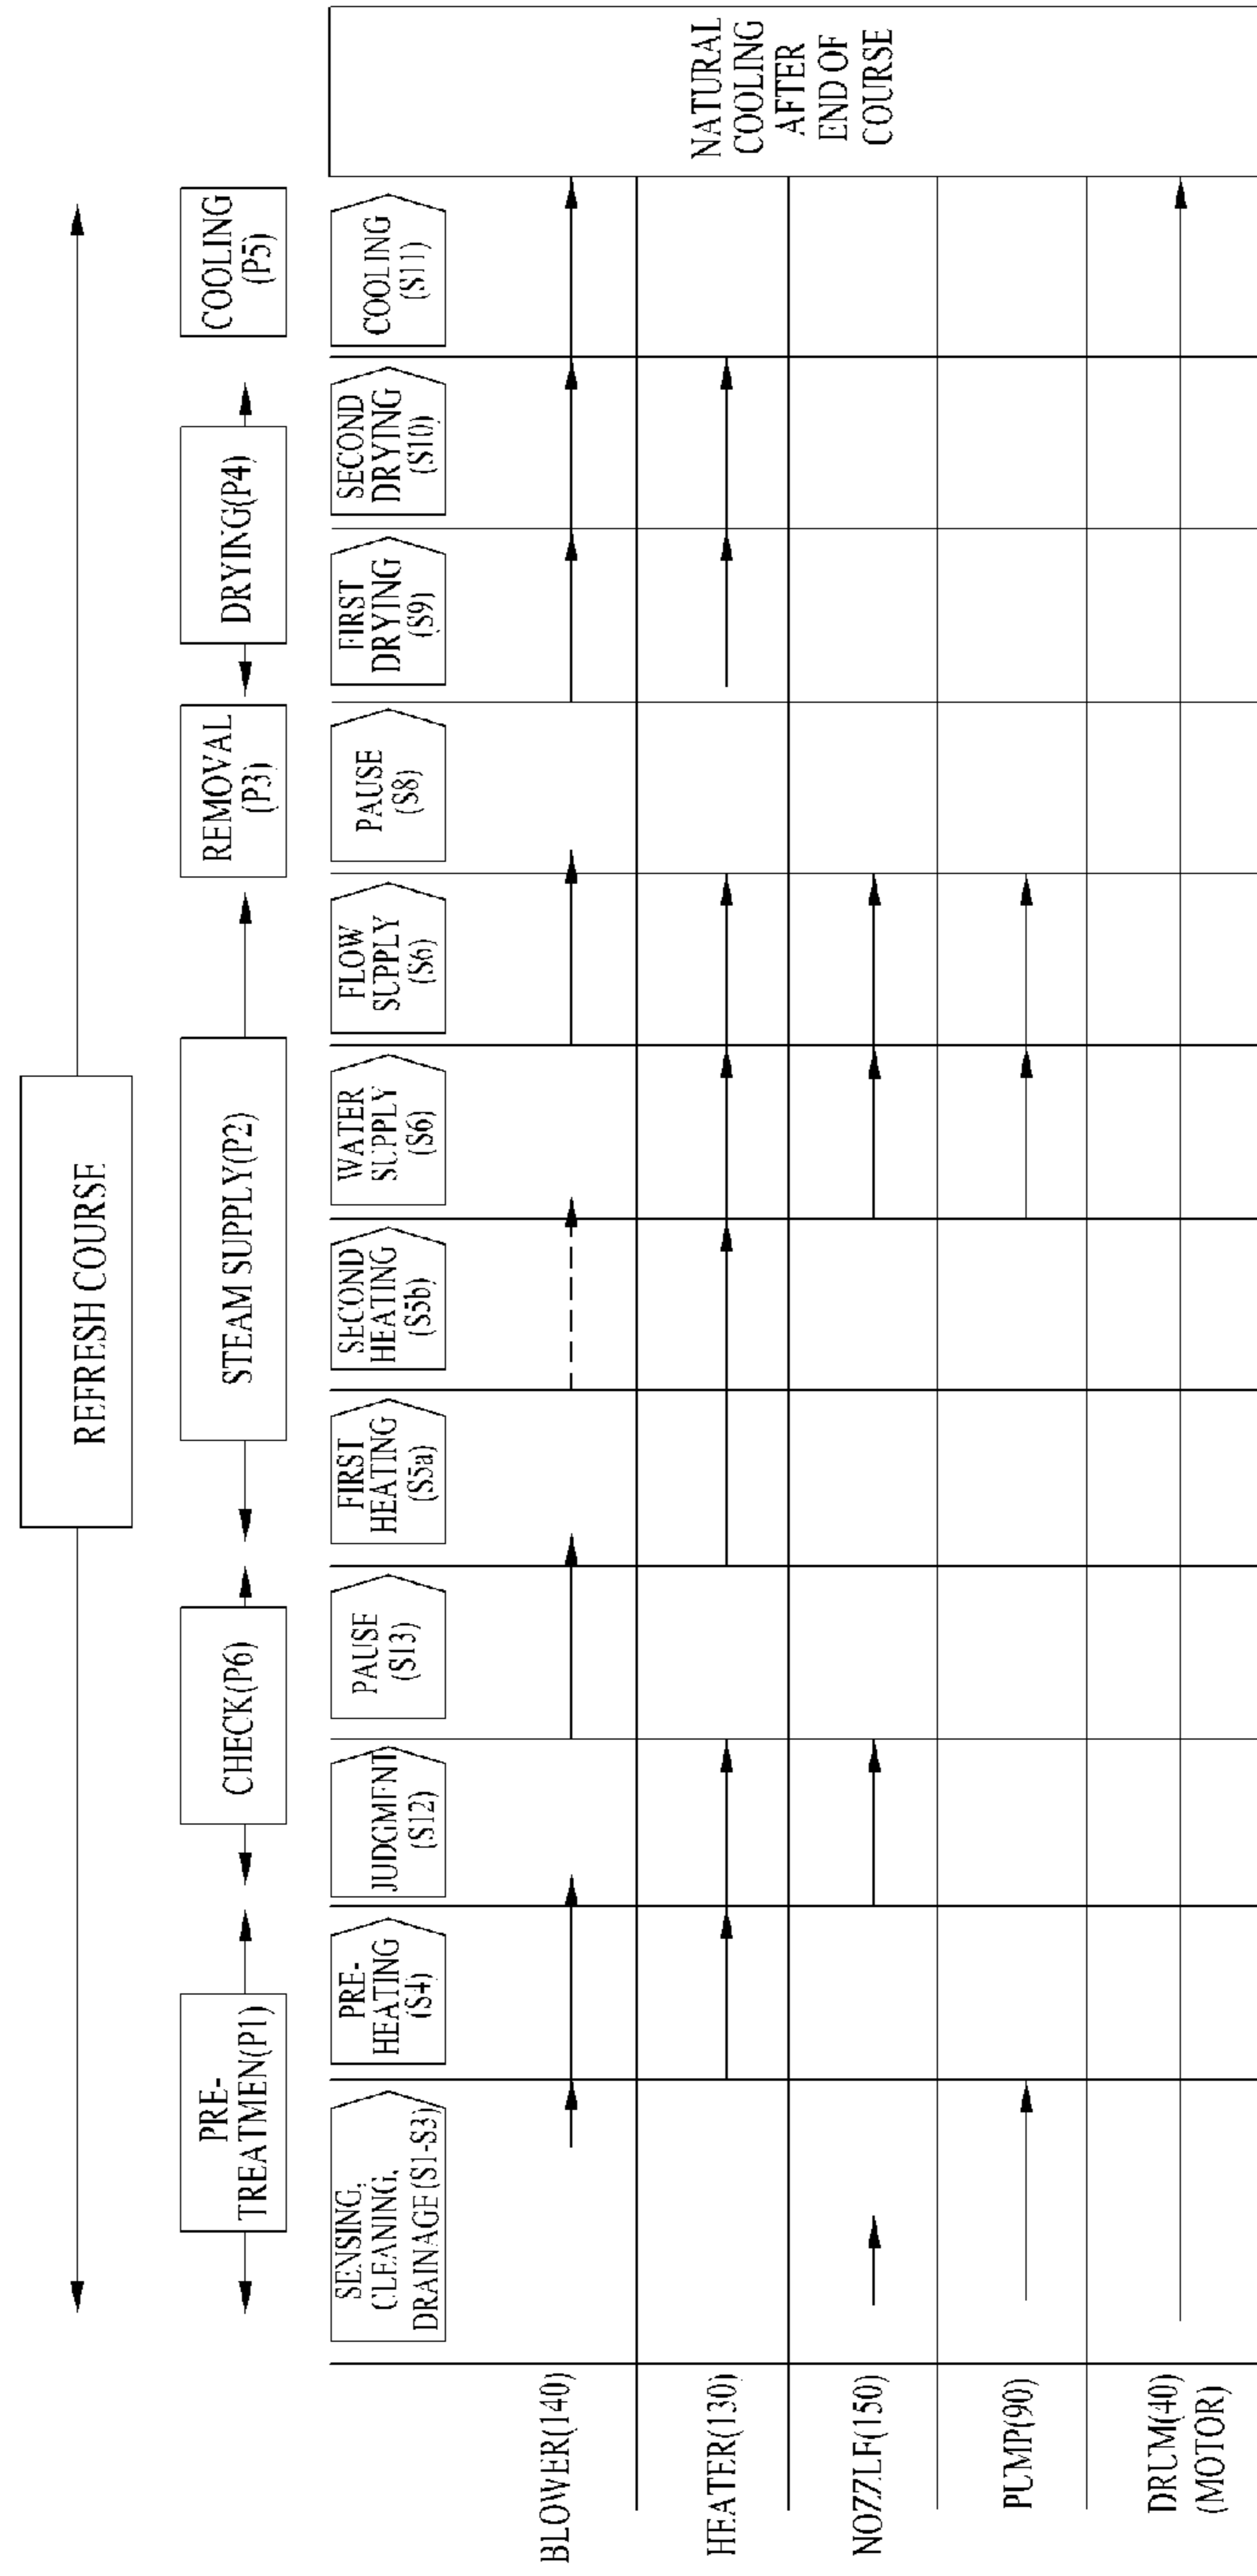 REFRESH COURSE
PRE-
TREATMEN(P1)
CHECK(P6)
STEAM SUPPLY(P2)
REMOVAL
(P3)
DRYING(P4)
COOLING
(P5)
SENSING,
CLEANING,
DRAINAGE(S1-S3)
PRE-
HEATING
(S4)
JUDGMENT
(S12)
PAUSE
(S13)
FIRST
HEATING
(S5a)
SECOND
HEATING
(S5b)
WATER
SUPPLY
(S6)
FLOW
SUPPLY
(S6)
PAUSE
(S8)
FIRST
DRYING
(S9)
SECOND
DRYING
(S10)
COOLING
(S11)
NATURAL
COOLING
AFTER
END OF
COURSE
BLOWER(140)
HEATER(130)
NOZZLE(150)
PUMP(90)
DRUM(40)
(MOTOR)